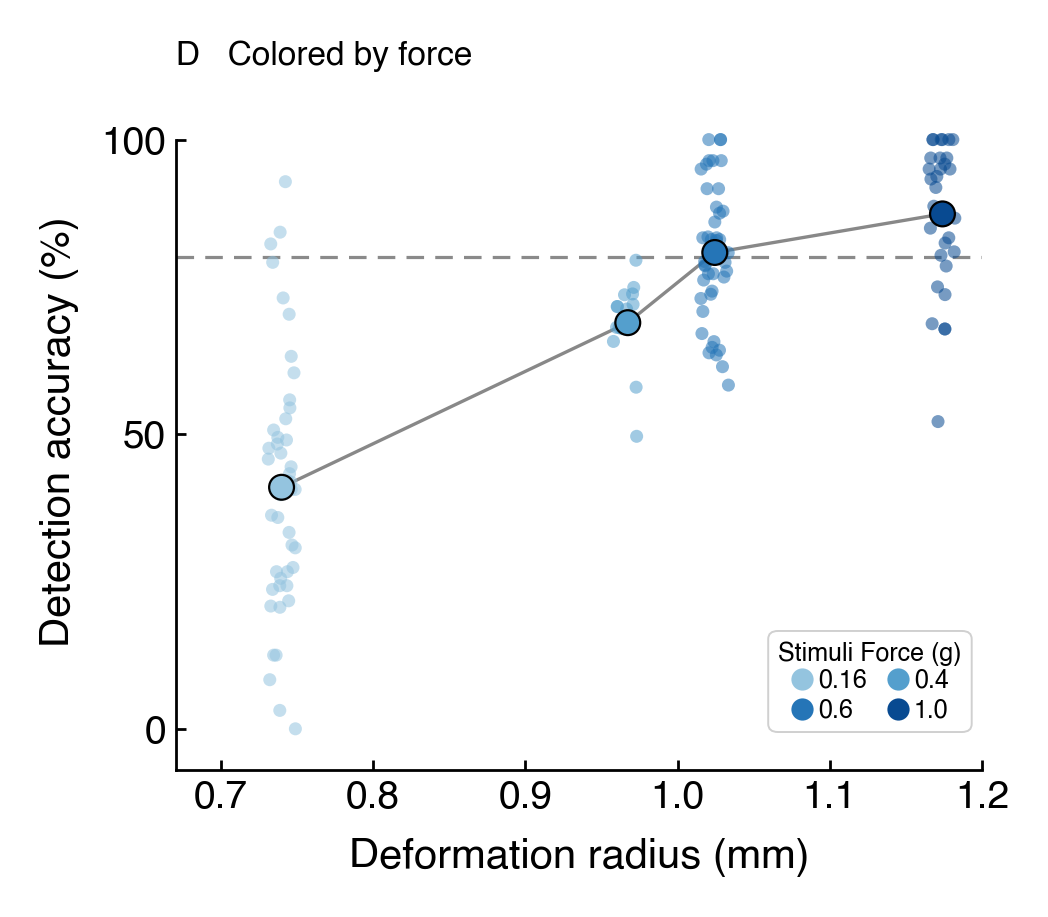 D Colored by force
100
50
0
Detection accuracy (%)
Stimuli Force (g)
0.16 0.4
0.6 1.0
0.7 0.8 0.9 1.0 1.1 1.2
Deformation radius (mm)